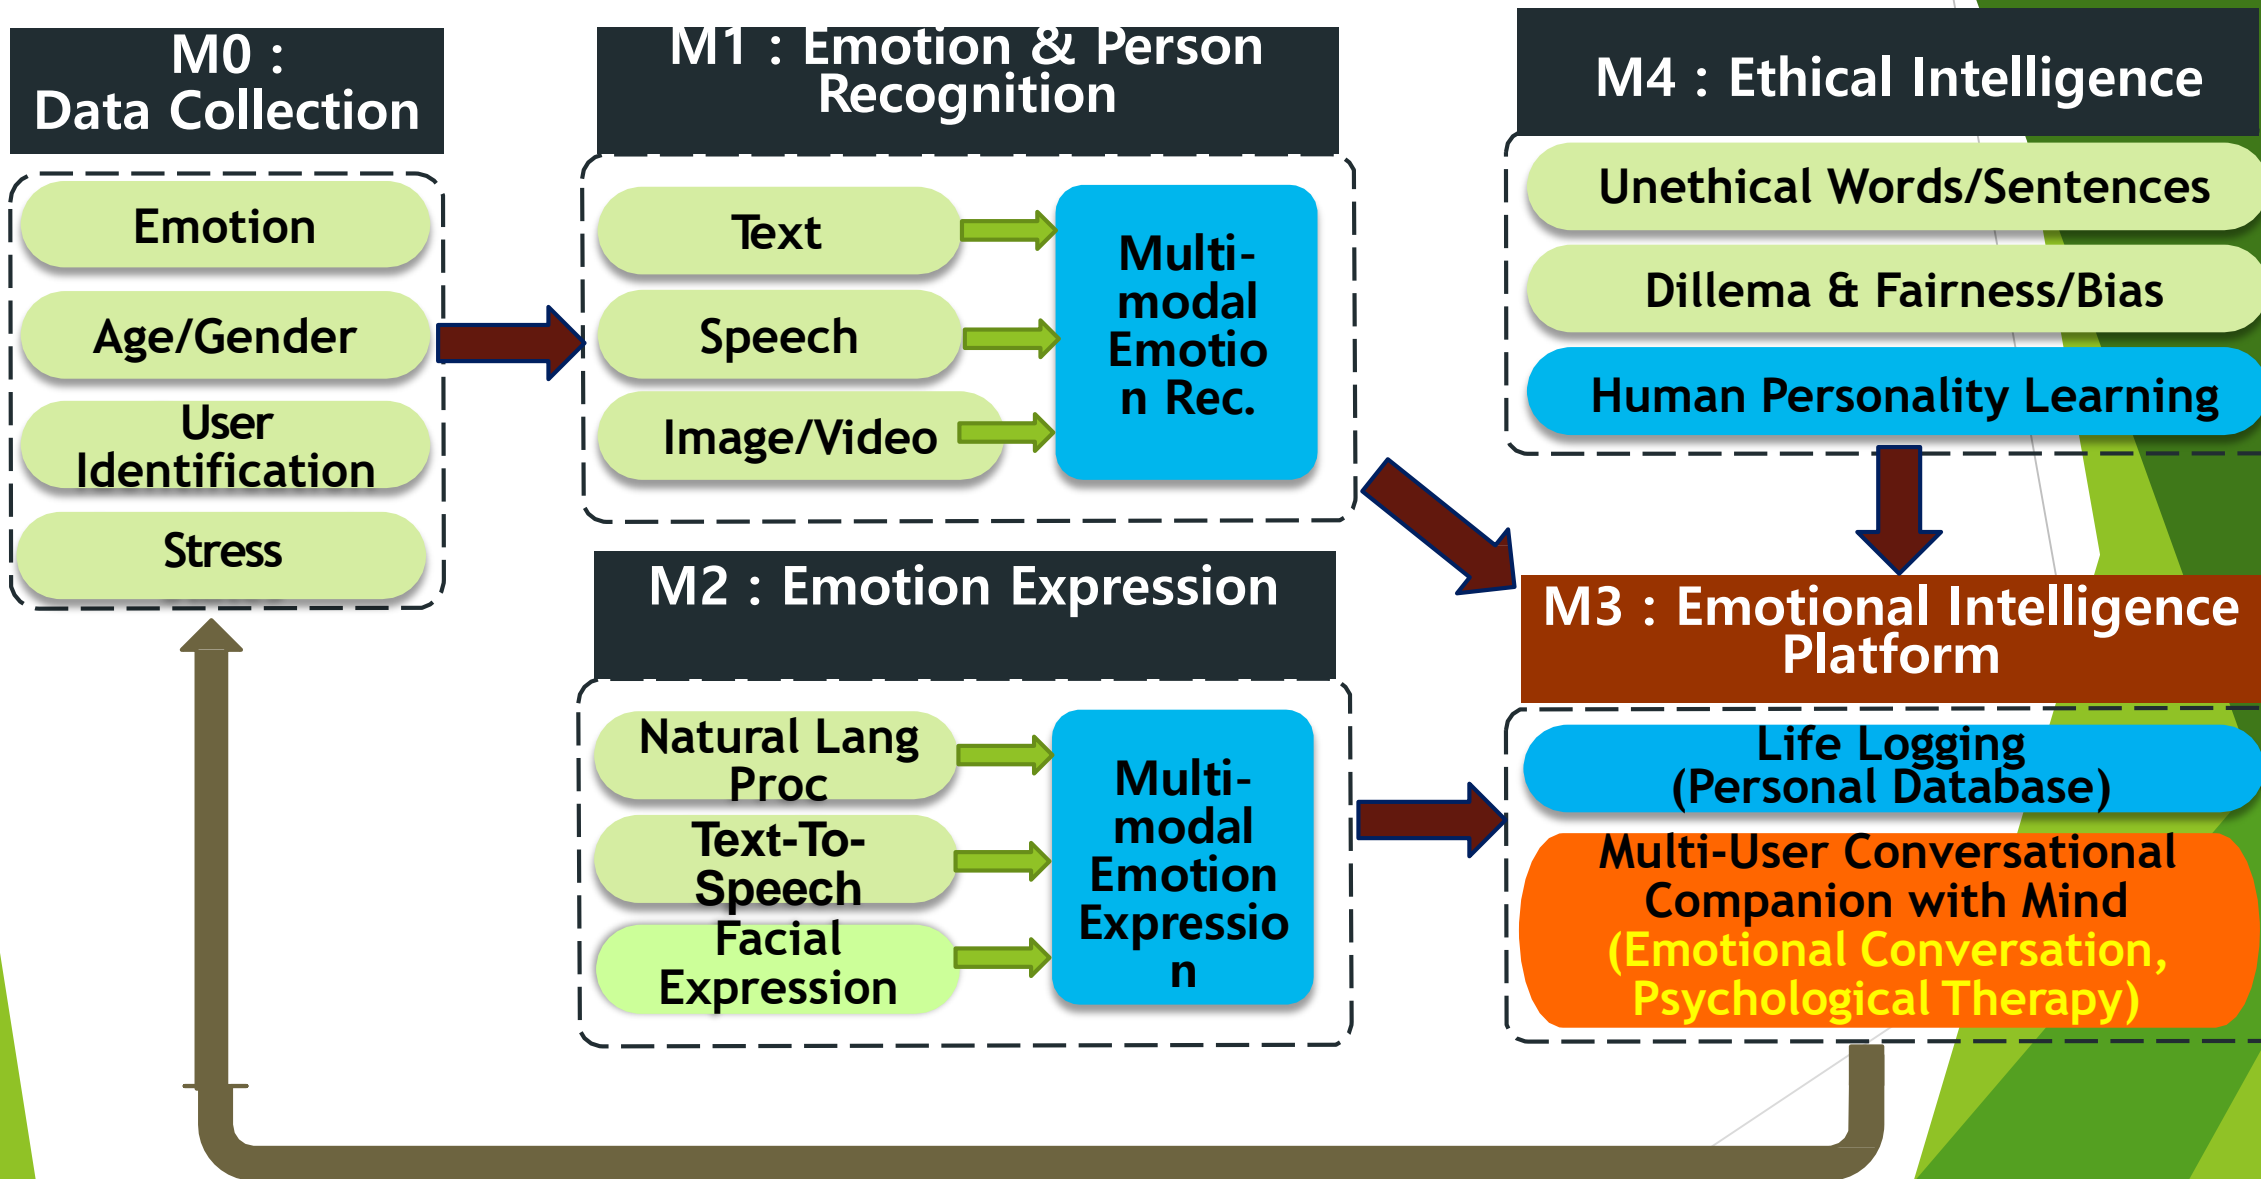 M0 :
Data Collection
Emotion
Age/Gender
User
Identification
Stress
M1 : Emotion & Person
Recognition
Text
Speech
Image/Video
Multi-
modal
Emotio
n Rec.
M2 : Emotion Expression
Natural Lang
Proc
Text-To-
Speech
Facial
Expression
Multi-
modal
Emotion
Expressio
n
M4 : Ethical Intelligence
Unethical Words/Sentences
Dillema & Fairness/Bias
Human Personality Learning
M3 : Emotional Intelligence
Platform
Life Logging
(Personal Database)
Multi-User Conversational
Companion with Mind
(Emotional Conversation,
Psychological Therapy)